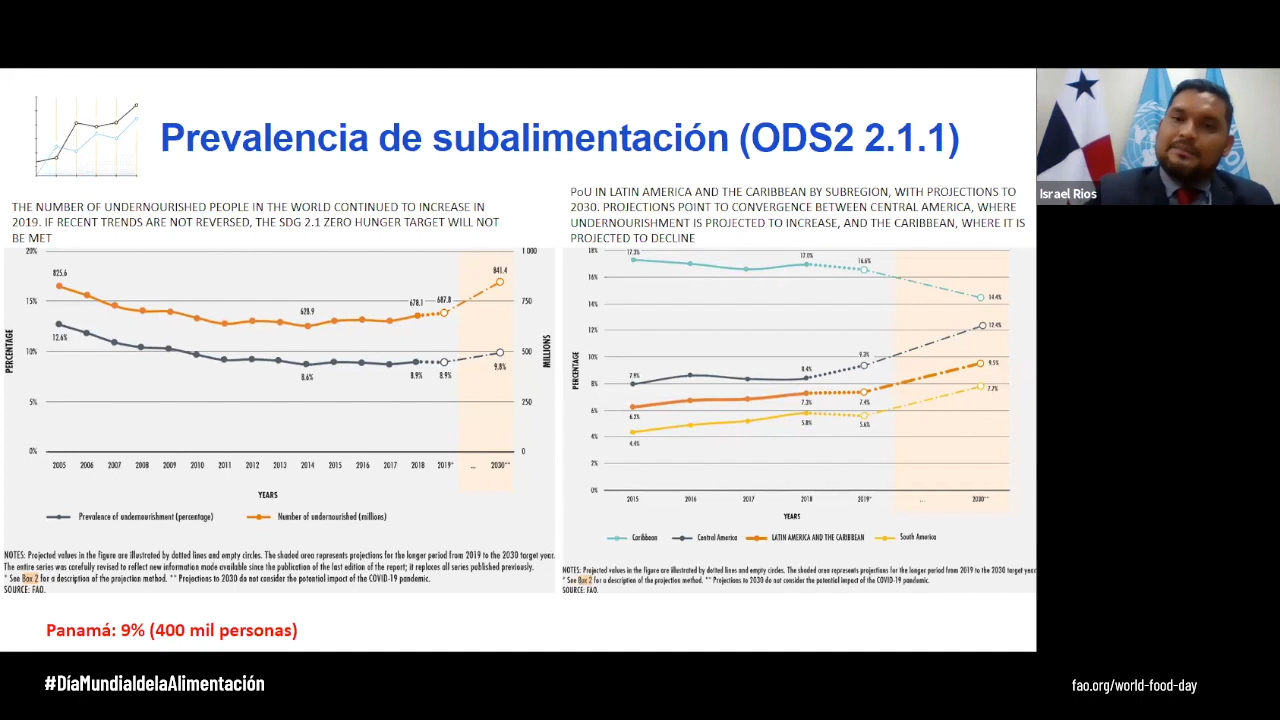 Prevalencia de subalimentación (ODS2 2.1.1)
Israel Rios
THE NUMBER OF UNDERNOURISHED PEOPLE IN THE WORLD CONTINUED TO INCREASE IN
2019. IF RECENT TRENDS ARE NOT REVERSED, THE SDG 2.1 ZERO HUNGER TARGET WILL NOT
BE MET
20%
15%
10%
5%
0%
PERCENTAGE
1 000
750
500
250
0
MILLIONS
825.6
628.9
678.1
687.8
841.4
12.6%
8.6%
8.9%
8.9%
9.8%
2005 2006 2007 2008 2009 2010 2011 2012 2013 2014 2015 2016 2017 2018 2019* ... 2030**
YEARS
Prevalence of undernourishment (percentage) Number of undernourished (millions)
NOTES: Projected values in the figure are illustrated by dotted lines and empty circles. The shaded area represents projections for the longer period from 2019 to the 2030 target year.
The entire series was carefully revised to reflect new information made available since the publication of the last edition of the report; it replaces all series published previously.
* See Box 2 for a description of the projection method. ** Projections to 2030 do not consider the potential impact of the COVID-19 pandemic.
SOURCE: FAO.
PoU IN LATIN AMERICA AND THE CARIBBEAN BY SUBREGION, WITH PROJECTIONS TO
2030. PROJECTIONS POINT TO CONVERGENCE BETWEEN CENTRAL AMERICA, WHERE
UNDERNOURISHMENT IS PROJECTED TO INCREASE, AND THE CARIBBEAN, WHERE IT IS
PROJECTED TO DECLINE
18%
16%
14%
12%
10%
8%
6%
4%
2%
0%
PERCENTAGE
17.3%
17.0%
16.6%
14.4%
7.9%
8.4%
9.3%
12.4%
6.2%
7.3%
7.4%
9.5%
4.4%
5.8%
5.6%
7.7%
2015 2016 2017 2018 2019* ... 2030**
YEARS
Caribbean Central America LATIN AMERICA AND THE CARIBBEAN South America
NOTES: Projected values in the figure are illustrated by dotted lines and empty circles. The shaded area represents projections for the longer period from 2019 to the 2030 target year
* See Box 2 for a description of the projection method. ** Projections to 2030 do not consider the potential impact of the COVID-19 pandemic.
SOURCE: FAO.
Panamá: 9% (400 mil personas)
#DíaMundialdelaAlimentación
fao.org/world-food-day